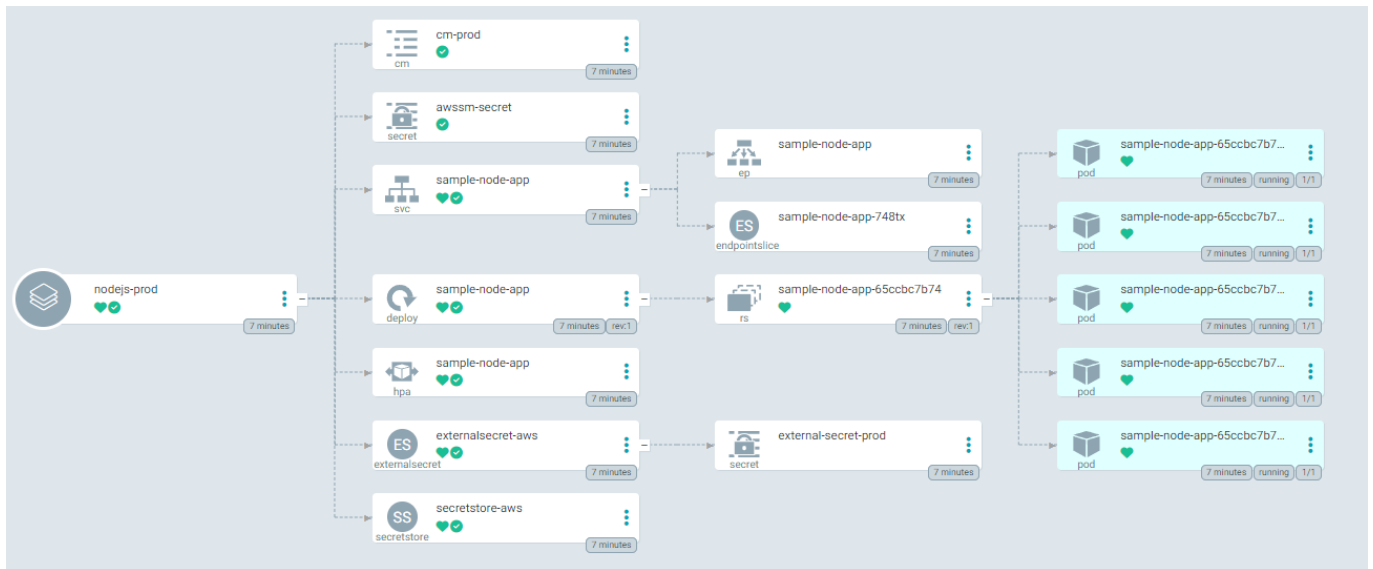 nodejs-prod
7 minutes
cm-prod
cm
7 minutes
awssm-secret
secret
7 minutes
sample-node-app
svc
7 minutes
sample-node-app
deploy
7 minutes rev:1
sample-node-app
hpa
7 minutes
ES
externalsecret-aws
externalsecret
7 minutes
SS
secretstore-aws
secretstore
7 minutes
sample-node-app
ep
7 minutes
ES
sample-node-app-748tx
endpointslice
7 minutes
sample-node-app-65ccbc7b74
rs
7 minutes rev:1
external-secret-prod
secret
7 minutes
sample-node-app-65ccbc7b7...
pod
7 minutes running 1/1
sample-node-app-65ccbc7b7...
pod
7 minutes running 1/1
sample-node-app-65ccbc7b7...
pod
7 minutes running 1/1
sample-node-app-65ccbc7b7...
pod
7 minutes running 1/1
sample-node-app-65ccbc7b7...
pod
7 minutes running 1/1